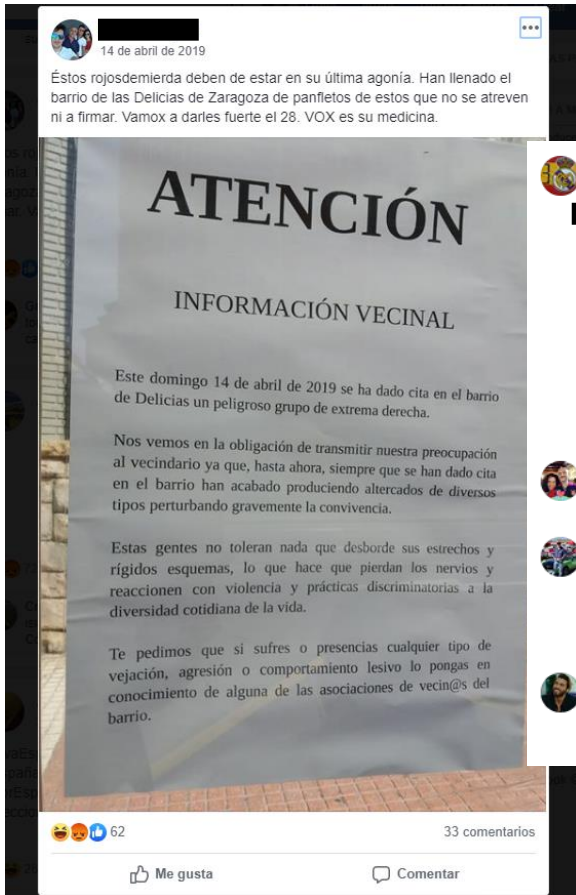 14 de abril de 2019
Éstos rojosdemierda deben de estar en su última agonía. Han llenado el
barrio de las Delicias de Zaragoza de panfletos de estos que no se atreven
ni a firmar. Vamox a darles fuerte el 28. VOX es su medicina.
ATENCIÓN
INFORMACIÓN VECINAL
Este domingo 14 de abril de 2019 se ha dado cita en el barrio
de Delicias un peligroso grupo de extrema derecha.
Nos vemos en la obligación de transmitir nuestra preocupación
al vecindario ya que, hasta ahora, siempre que se han dado cita
en el barrio han acabado produciendo altercados de diversos
tipos perturbando gravemente la convivencia.
Estas gentes no toleran nada que desborde sus estrechos y
rígidos esquemas, lo que hace que pierdan los nervios y
reaccionen con violencia y prácticas discriminatorias a la
diversidad cotidiana de la vida.
Te pedimos que si sufres o presencias cualquier tipo de
vejación, agresión o comportamiento lesivo lo pongas en
conocimiento de alguna de las asociaciones de vecin@s del
barrio.
62
33 comentarios
Me gusta
Comentar